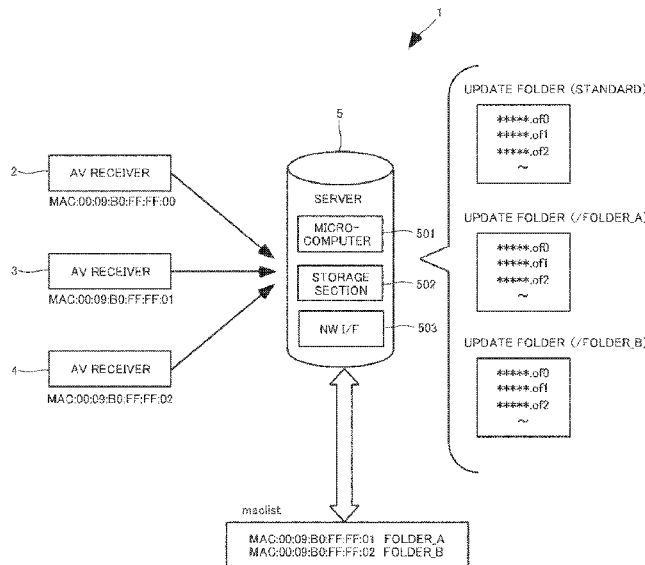 1
UPDATE FOLDER (STANDARD)
*****.of0
*****.of1
*****.of2
~
5
2
AV RECEIVER
MAC:00:09:B0:FF:FF:00
SERVER
MICRO-
COMPUTER
501
UPDATE FOLDER (/FOLDER_A)
*****.of0
*****.of1
*****.of2
~
3
AV RECEIVER
MAC:00:09:B0:FF:FF:01
STORAGE
SECTION
502
NW I/F
503
UPDATE FOLDER (/FOLDER_B)
*****.of0
*****.of1
*****.of2
~
4
AV RECEIVER
MAC:00:09:B0:FF:FF:02
maclist
MAC:00:09:B0:FF:FF:01 FOLDER_A
MAC:00:09:B0:FF:FF:02 FOLDER_B